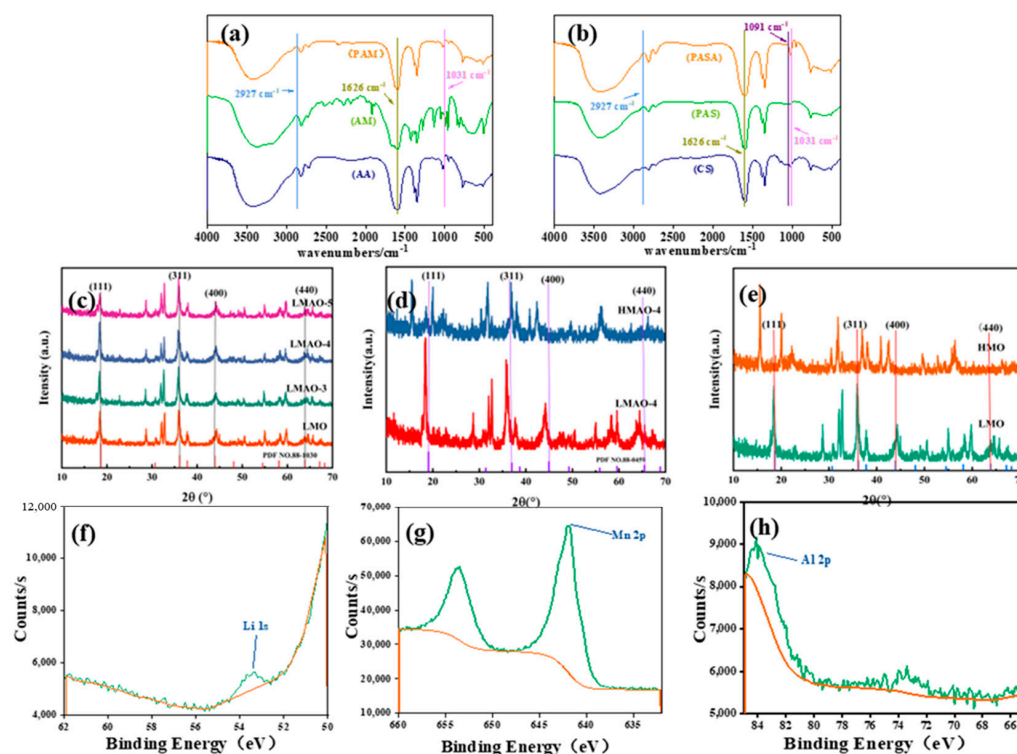 (a)
(PAM)
1626 cm⁻¹
1031 cm⁻¹
2927 cm⁻¹
(AM)
(AA)
4000 3500 3000 2500 2000 1500 1000 500
wavenumbers/cm⁻¹
(b)
1091 cm⁻¹
(PASA)
2927 cm⁻¹
(PAS)
1626 cm⁻¹
1031 cm⁻¹
(CS)
4000 3500 3000 2500 2000 1500 1000 500
wavenumbers/cm⁻¹
(c)
(111)
(311)
(400)
(440)
LMAO-5
LMAO-4
LMAO-3
LMO
PDF NO.88-1030
Itensity (a.u.)
10 20 30 40 50 60 70
2θ(°)
(d)
(111)
(311)
(400)
(440)
HMAO-4
LMAO-4
PDF NO.88-0459
Intensity(a.u.)
10 20 30 40 50 60 70
2θ(°)
(e)
(111)
(311)
(400)
(440)
HMO
LMO
Intensity(a.u.)
10 20 30 40 50 60 70
2θ(°)
(f)
12,000
10,000
8,000
6,000
4,000
Counts/s
Li 1s
62 60 58 56 54 52 50
Binding Energy (eV)
(g)
70,000
60,000
50,000
40,000
30,000
20,000
10,000
Counts/s
Mn 2p
660 655 650 645 640 635
Binding Energy (eV)
(h)
10,000
9,000
8,000
7,000
6,000
5,000
Counts/s
Al 2p
84 82 80 78 76 74 72 70 68 66
Binding Energy (eV)